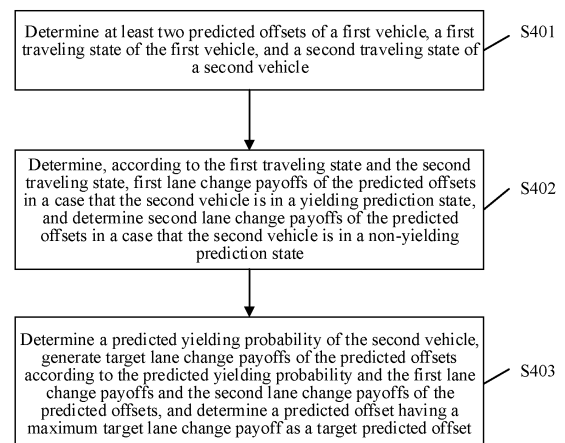 Determine at least two predicted offsets of a first vehicle, a first
traveling state of the first vehicle, and a second traveling state of
a second vehicle
S401
Determine, according to the first traveling state and the second
traveling state, first lane change payoffs of the predicted offsets
in a case that the second vehicle is in a yielding prediction state,
and determine second lane change payoffs of the predicted
offsets in a case that the second vehicle is in a non-yielding
prediction state
S402
Determine a predicted yielding probability of the second vehicle,
generate target lane change payoffs of the predicted offsets
according to the predicted yielding probability and the first lane
change payoffs and the second lane change payoffs of the
predicted offsets, and determine a predicted offset having a
maximum target lane change payoff as a target predicted offset
S403